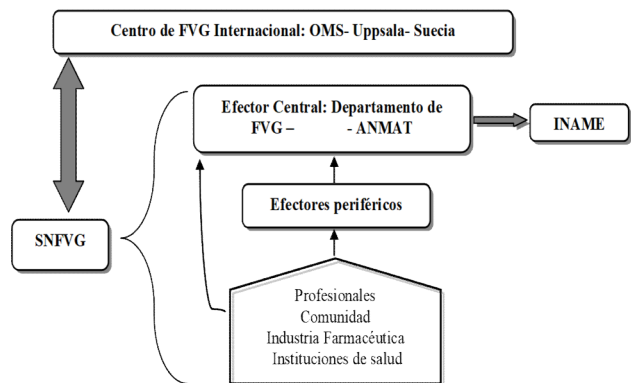 Centro de FVG Internacional: OMS- Uppsala- Suecia
Efector Central: Departamento de
FVG – - ANMAT
INAME
Efectores periféricos
SNFVG
Profesionales
Comunidad
Industria Farmacéutica
Instituciones de salud